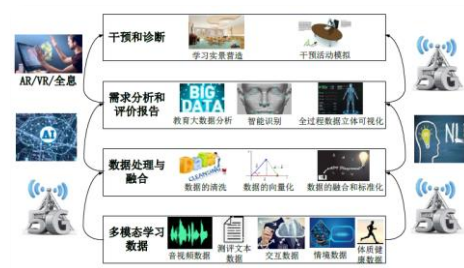 干预和诊断
学习实景营造
干预活动模拟
AR/VR/全息
5G
需求分析和
评价报告
BIG
DATA
教育大数据分析
智能识别
全过程数据立体可视化
AI
NL
数据处理与
融合
CLEANING
数据的清洗
数据的向量化
数据的融合和标准化
5G
5G
多模态学习
数据
音视频数据
测评文本
数据
交互数据
情境数据
体质健
康数据